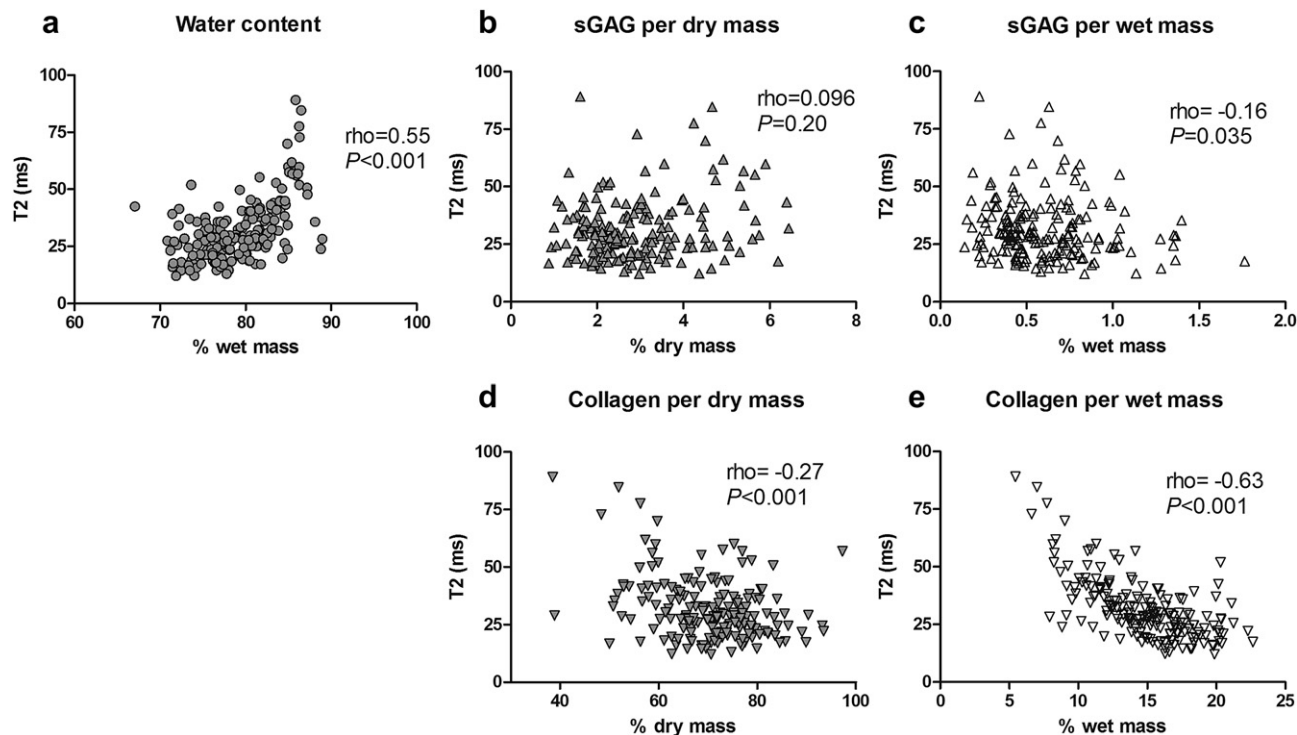 a
Water content
100
75
50
25
0
T2 (ms)
60 70 80 90 100
% wet mass
rho=0.55
P<0.001
b
sGAG per dry mass
100
75
50
25
0
T2 (ms)
0 2 4 6 8
% dry mass
rho=0.096
P=0.20
c
sGAG per wet mass
100
75
50
25
0
T2 (ms)
0.0 0.5 1.0 1.5 2.0
% wet mass
rho= -0.16
P=0.035
d
Collagen per dry mass
100
75
50
25
0
T2 (ms)
40 60 80 100
% dry mass
rho= -0.27
P<0.001
e
Collagen per wet mass
100
75
50
25
0
T2 (ms)
0 5 10 15 20 25
% wet mass
rho= -0.63
P<0.001